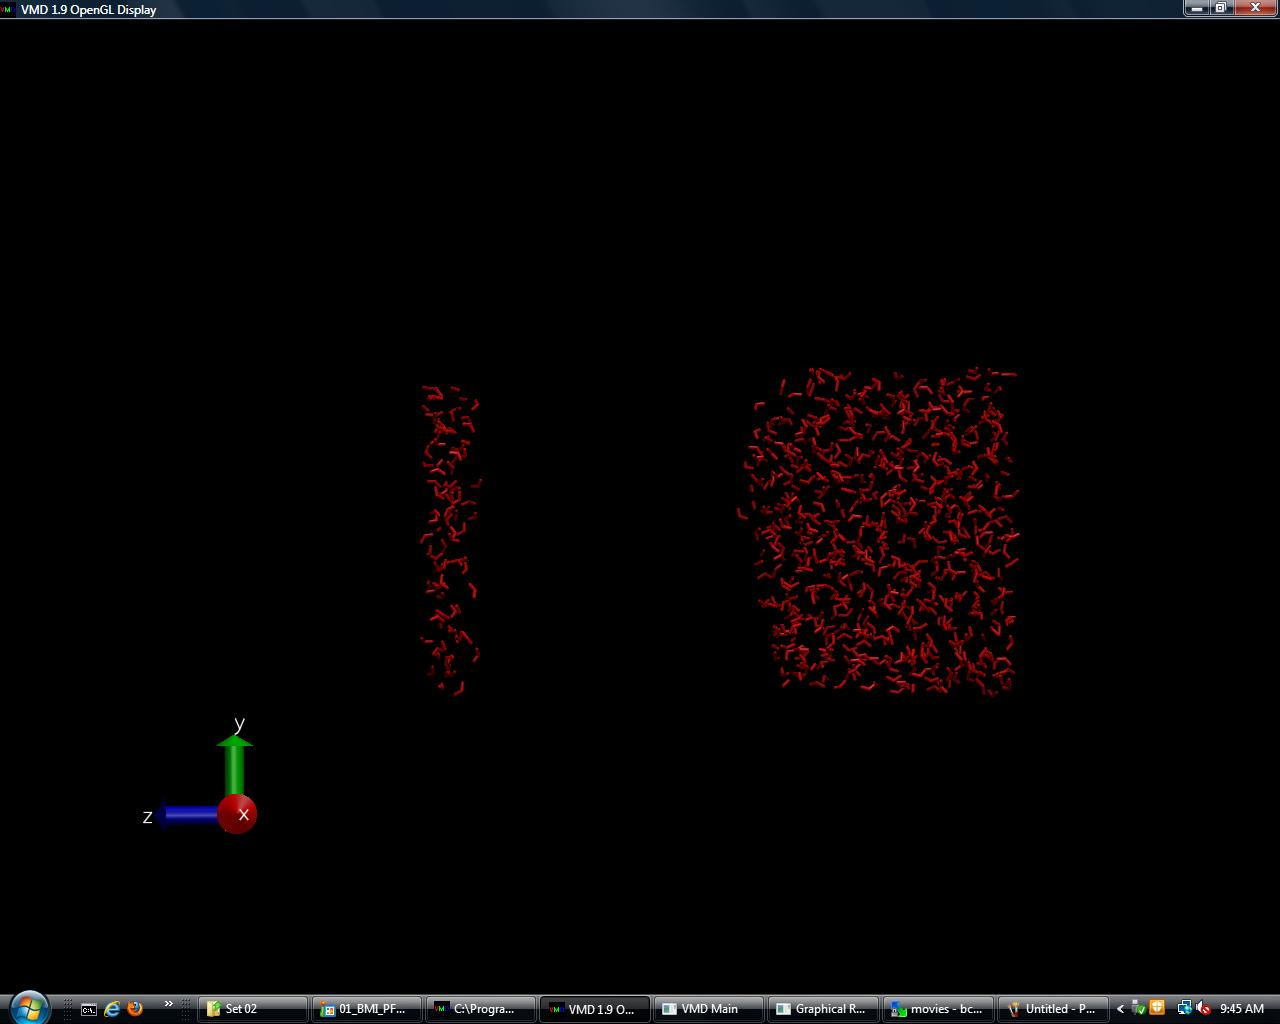 VMD 1.9 OpenGL Display
y
z
x
Set 02
01_BMI_PF...
C:\Progra...
VMD 1.9 O...
VMD Main
Graphical R...
movies - bc...
Untitled - P...
9:45 AM